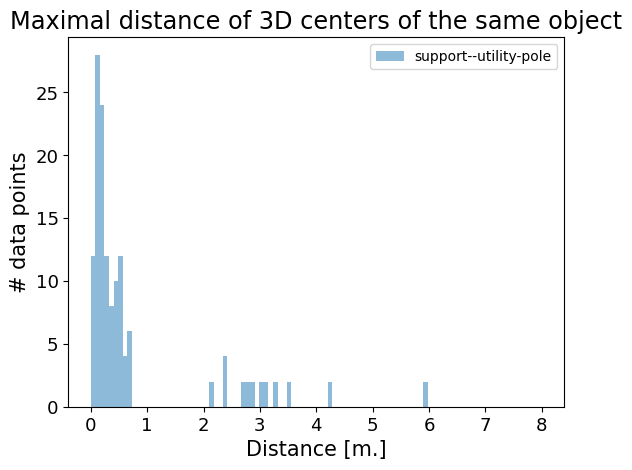 Maximal distance of 3D centers of the same object
support--utility-pole
# data points
25
20
15
10
5
0
0 1 2 3 4 5 6 7 8
Distance [m.]